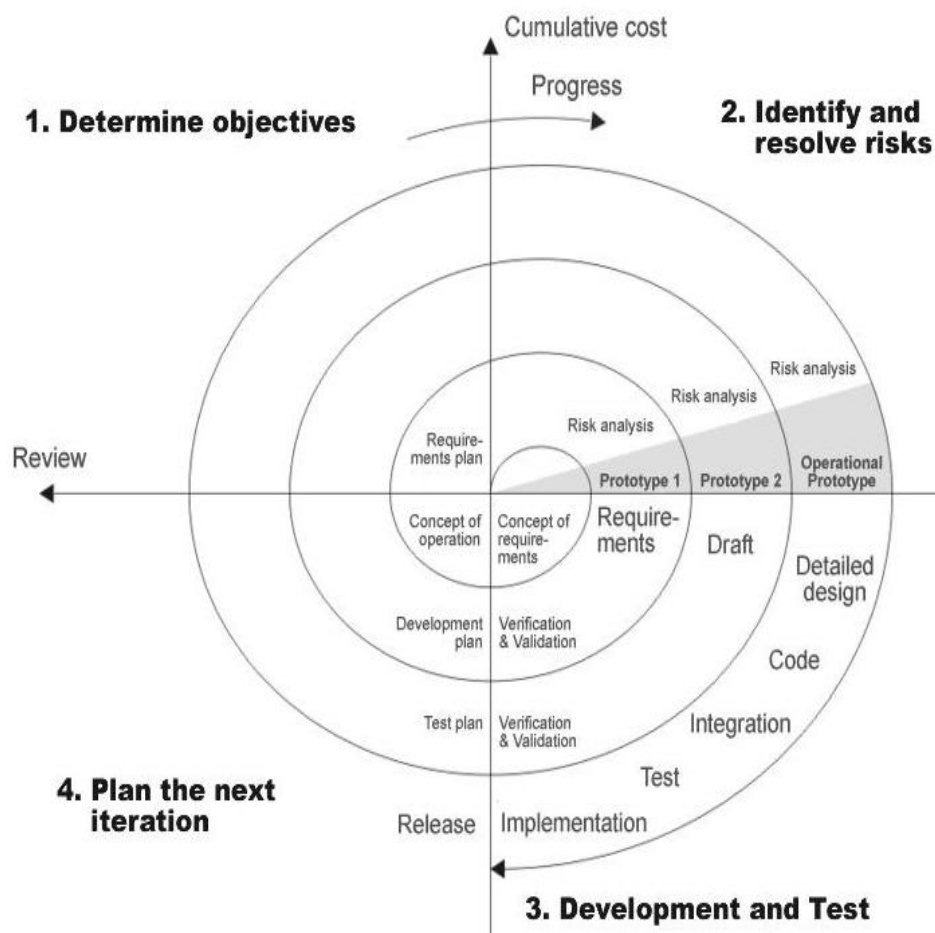 Cumulative cost
Progress
1. Determine objectives
2. Identify and
resolve risks
Risk analysis
Risk analysis
Risk analysis
Require-
ments plan
Review
Prototype 1
Prototype 2
Operational
Prototype
Concept of
operation
Concept of
require-
ments
Require-
ments
Draft
Detailed
design
Development
plan
Verification
& Validation
Code
Test plan
Verification
& Validation
Integration
Test
4. Plan the next
iteration
Release
Implementation
3. Development and Test